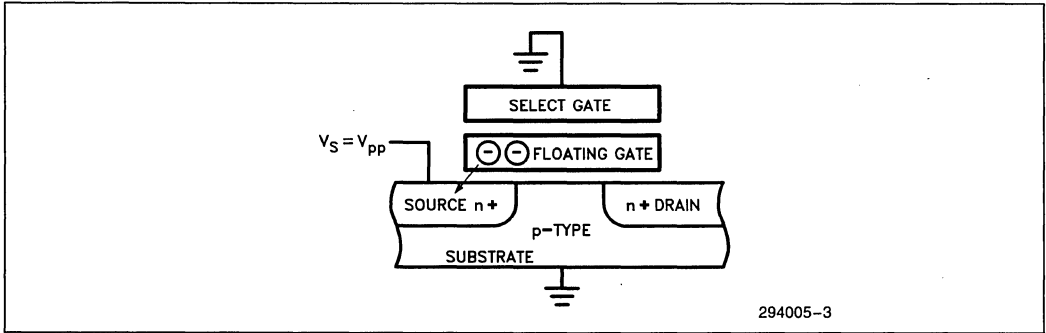 SELECT GATE
V_S = V_pp
− − FLOATING GATE
SOURCE n+
n+ DRAIN
p-TYPE
SUBSTRATE
294005-3